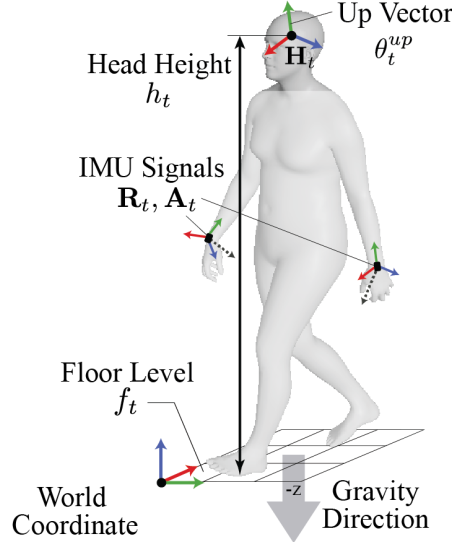 Up Vector
θ_t^{up}
Head Height
h_t
H_t
IMU Signals
R_t, A_t
Floor Level
f_t
-z
World
Coordinate
Gravity
Direction